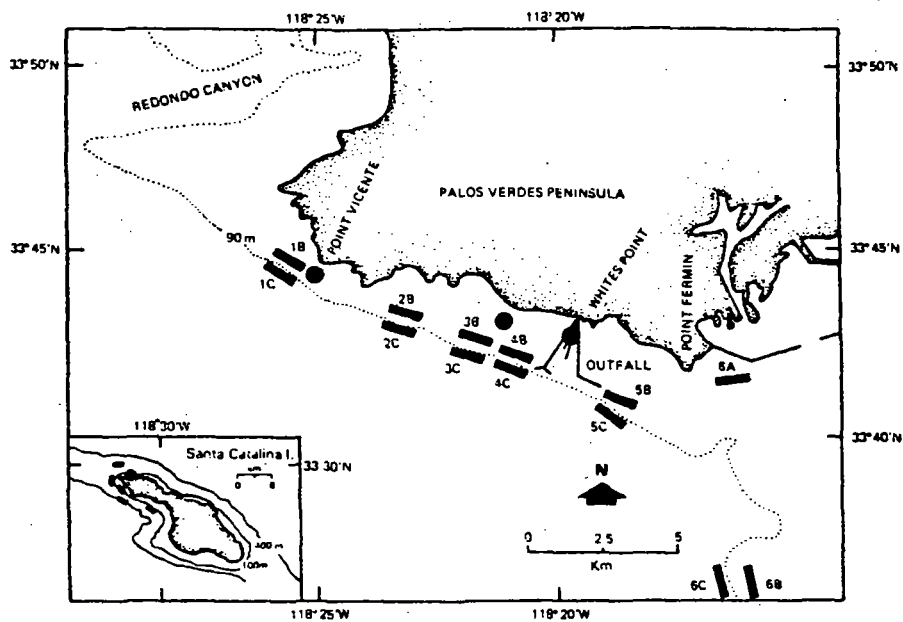 118° 25'W
118° 20'W
33° 50'N
33° 50'N
REDONDO CANYON
POINT VICENTE
PALOS VERDES PENINSULA
WHITES POINT
POINT FERMIN
33° 45'N
33° 45'N
90 m
1B
1C
2B
2C
3B
3C
4B
4C
OUTFALL
6A
5B
5C
33° 40'N
118° 30'W
Santa Catalina I.
0
33 30'N
400 m
100m
N
0 2.5 5
Km
6C
6B
118° 25'W
118° 20'W